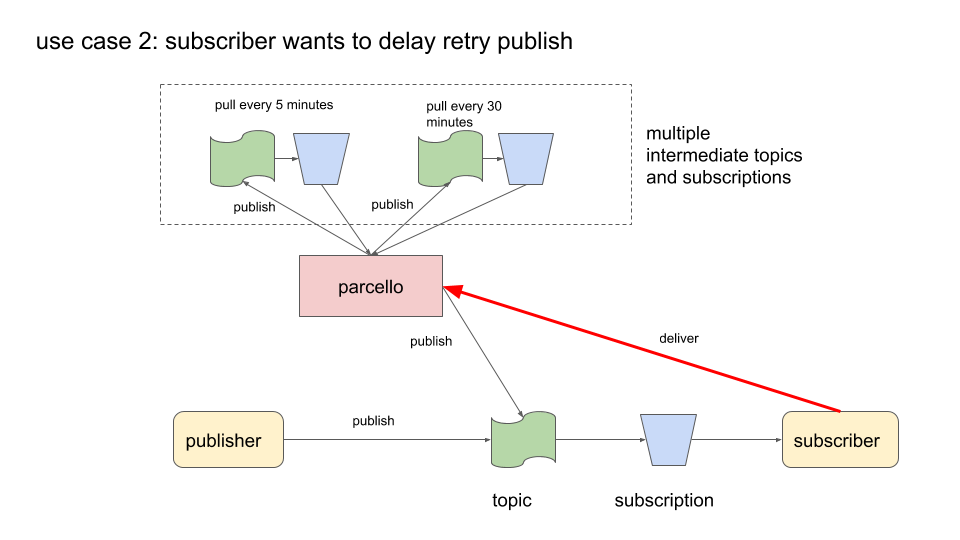 use case 2: subscriber wants to delay retry publish
pull every 5 minutes
pull every 30
minutes
multiple
intermediate topics
and subscriptions
publish
publish
parcello
publish
deliver
publish
publisher
subscriber
topic
subscription